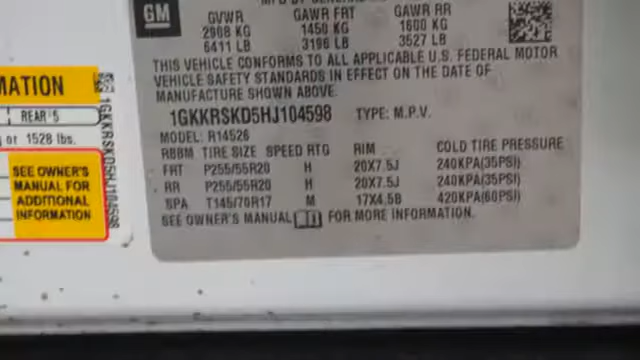 GM
GVWR GAWR FRT GAWR RR
2908 KG 1450 KG 1600 KG
6411 LB 3196 LB 3527 LB
THIS VEHICLE CONFORMS TO ALL APPLICABLE U.S. FEDERAL MOTOR
VEHICLE SAFETY STANDARDS IN EFFECT ON THE DATE OF
MANUFACTURE SHOWN ABOVE.
1GKKRSKD5HJ104598 TYPE: M.P.V.
MODEL: R14526
RBBM TIRE SIZE SPEED RTG RIM COLD TIRE PRESSURE
FRT P255/55R20 H 20X7.5J 240KPA(35PSI)
RR P255/55R20 H 20X7.5J 240KPA(35PSI)
SPA T145/70R17 M 17X4.5B 420KPA(60PSI)
SEE OWNER'S MANUAL FOR MORE INFORMATION.
MATION
REAR 5
or 1528 lbs.
SEE OWNER'S
MANUAL FOR
ADDITIONAL
INFORMATION
1GKKRSKD5HJ104598